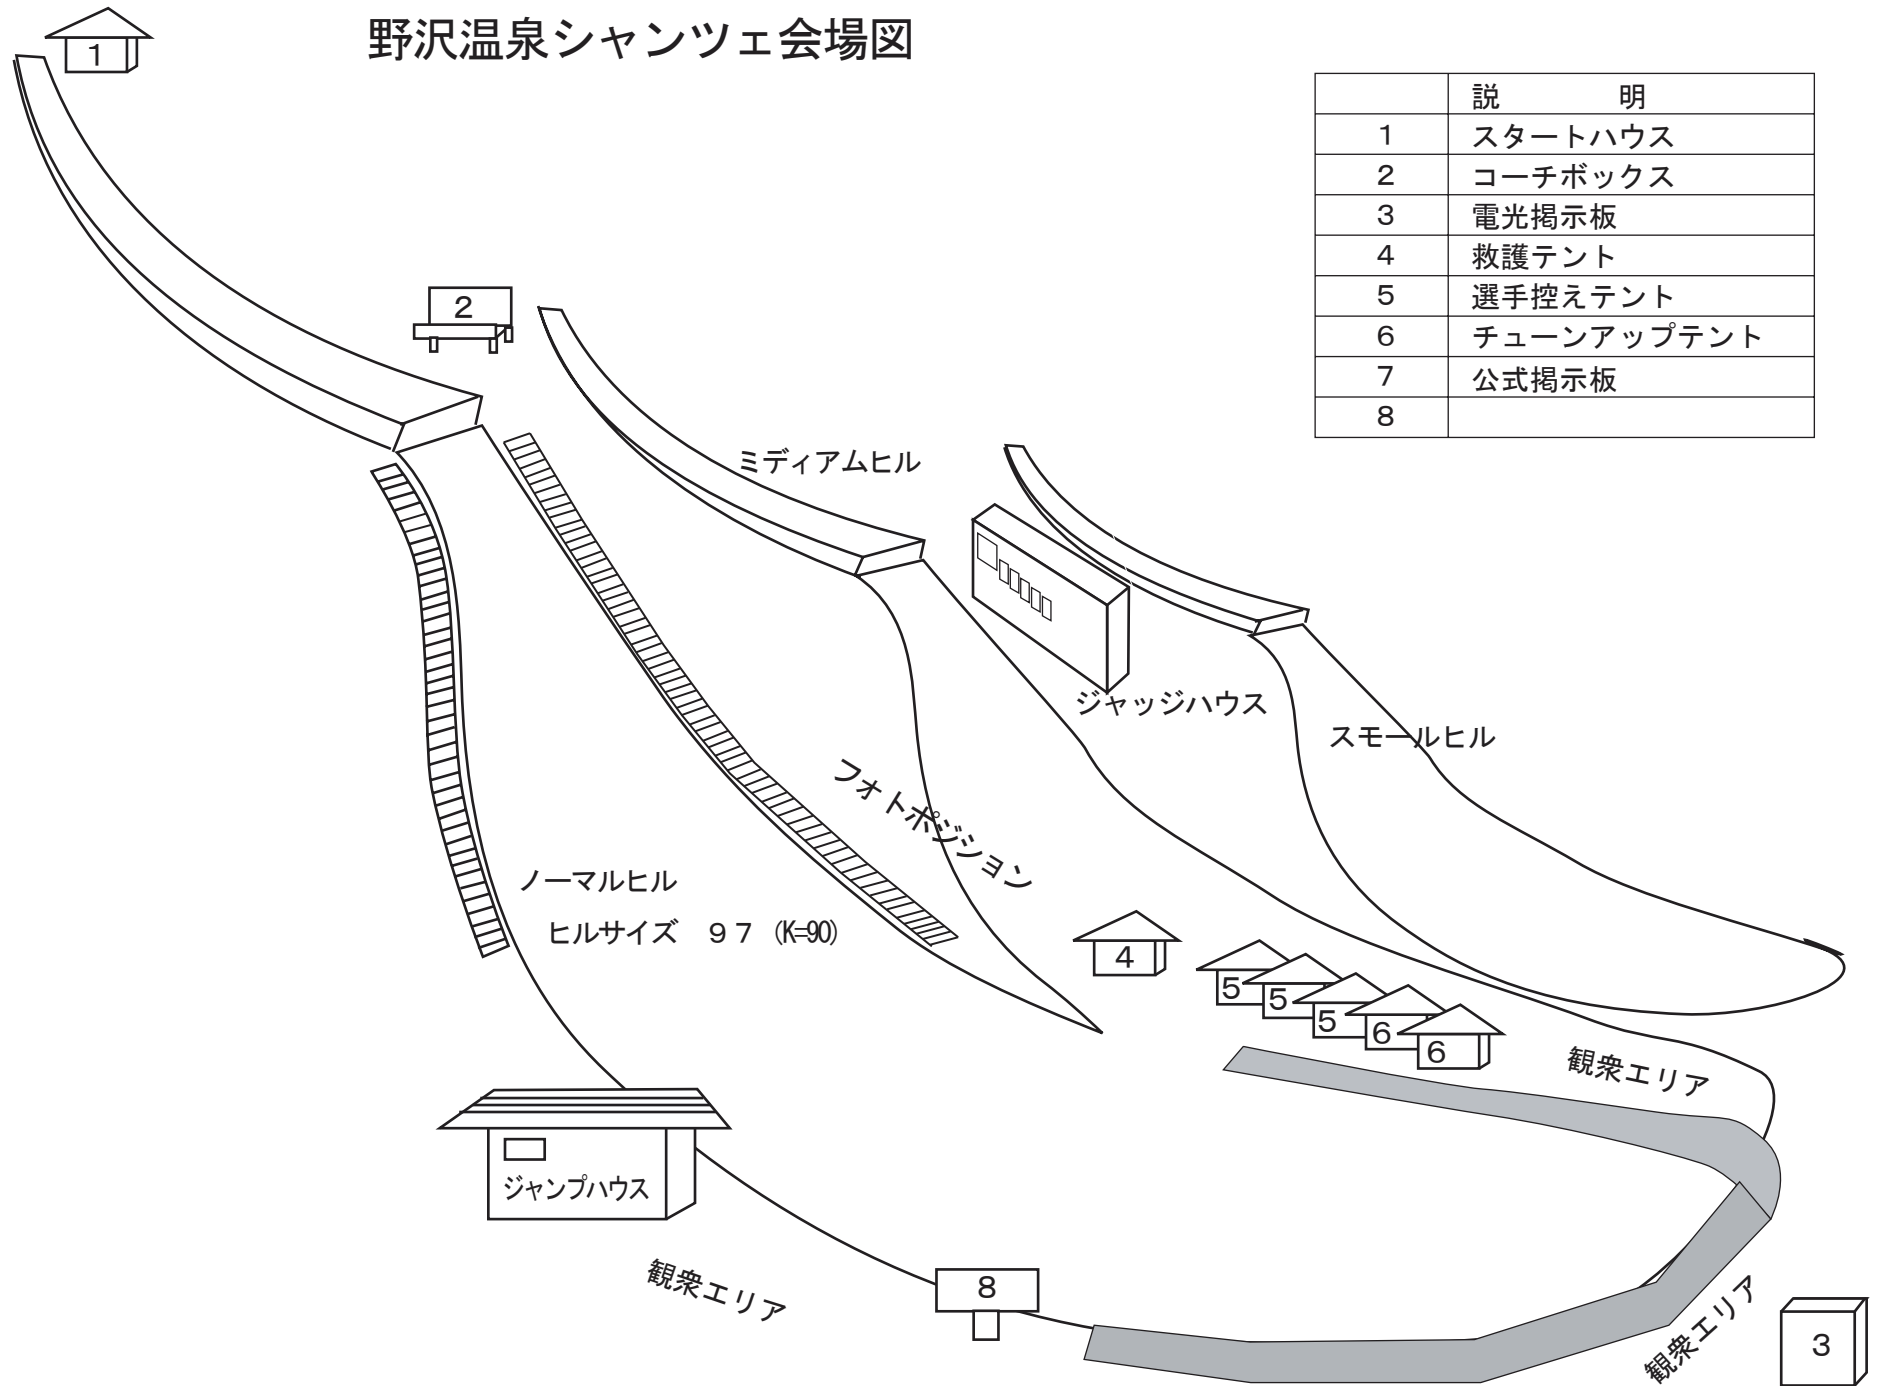 野沢温泉シャンツェ会場図
説　明
1 スタートハウス
2 コーチボックス
3 電光掲示板
4 救護テント
5 選手控えテント
6 チューンアップテント
7 公式掲示板
8
1
2
ミディアムヒル
ジャッジハウス
スモールヒル
フォトポジション
ノーマルヒル
ヒルサイズ　９７（K=90）
4
5
5
5
6
6
観衆エリア
ジャンプハウス
観衆エリア
8
観衆エリア
3